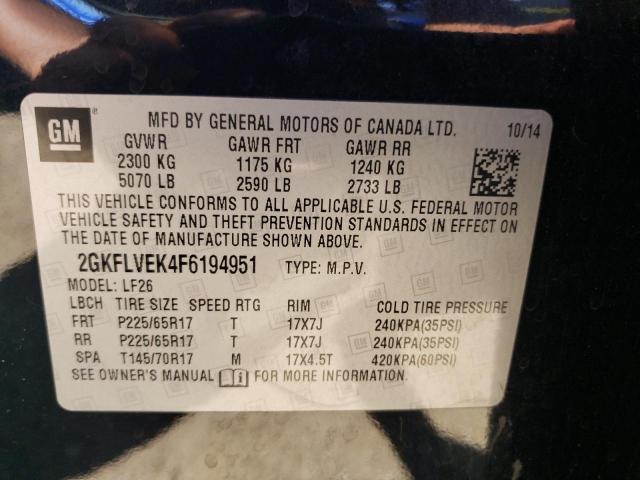 GM®
MFD BY GENERAL MOTORS OF CANADA LTD. 10/14
GVWR GAWR FRT GAWR RR
2300 KG 1175 KG 1240 KG
5070 LB 2590 LB 2733 LB
THIS VEHICLE CONFORMS TO ALL APPLICABLE U.S. FEDERAL MOTOR
VEHICLE SAFETY AND THEFT PREVENTION STANDARDS IN EFFECT ON
THE DATE OF MANUFACTURE SHOWN ABOVE.
2GKFLVEK4F6194951 TYPE: M.P.V.
MODEL: LF26
LBCH TIRE SIZE SPEED RTG RIM COLD TIRE PRESSURE
FRT P225/65R17 T 17X7J 240KPA(35PSI)
RR P225/65R17 T 17X7J 240KPA(35PSI)
SPA T145/70R17 M 17X4.5T 420KPA(60PSI)
SEE OWNER'S MANUAL FOR MORE INFORMATION.